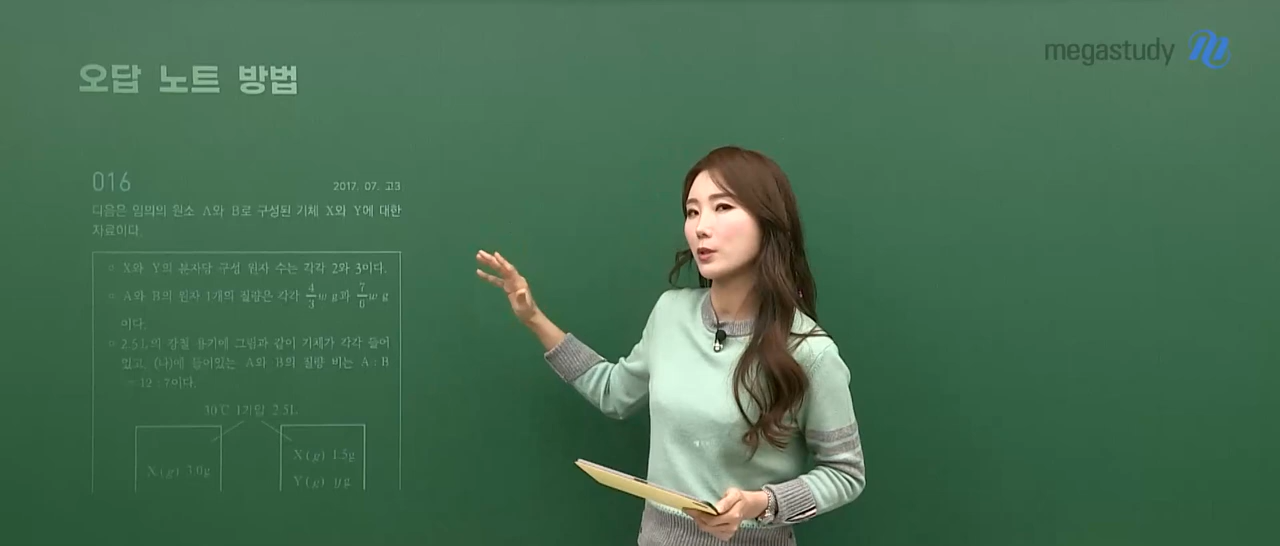 megastudy
오답 노트 방법
016
2017. 07. 고3
다음은 임의의 원소 A와 B로 구성된 기체 X와 Y에 대한
자료이다.
○ X와 Y의 분자당 구성 원자 수는 각각 2와 3이다.
○ A와 B의 원자 1개의 질량은 각각 4/3 w g과 7/6 w g
이다.
○ 2.5 L의 강철 용기에 그림과 같이 기체가 각각 들어
있고, (나)에 들어있는 A와 B의 질량 비는 A : B
= 12 : 7이다.
30℃ 1기압 2.5L
X(g) 3.0g
X(g) 1.5g
Y(g) yg